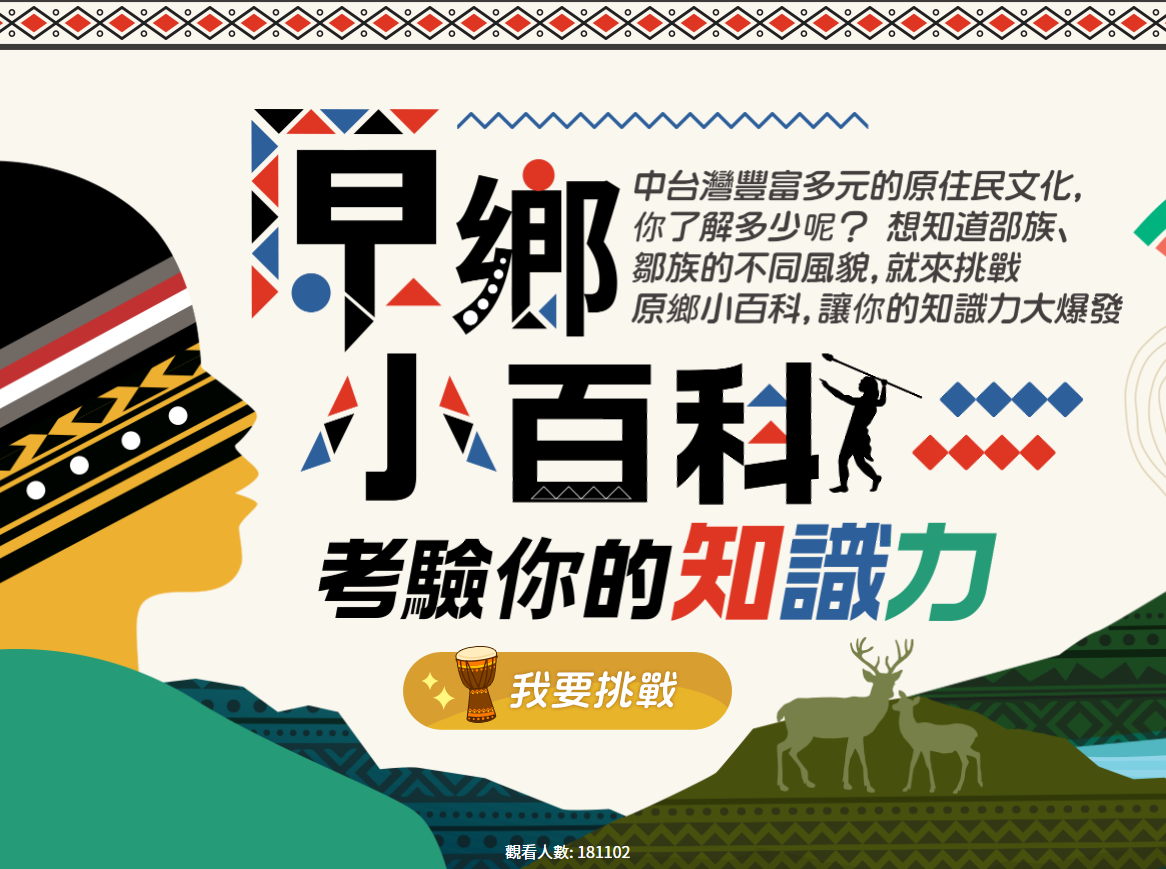 原鄉
中台灣豐富多元的原住民文化,
你了解多少呢? 想知道邵族、
鄒族的不同風貌,就來挑戰
原鄉小百科,讓你的知識力大爆發
小百科
考驗你的知識力
我要挑戰
觀看人數: 181102